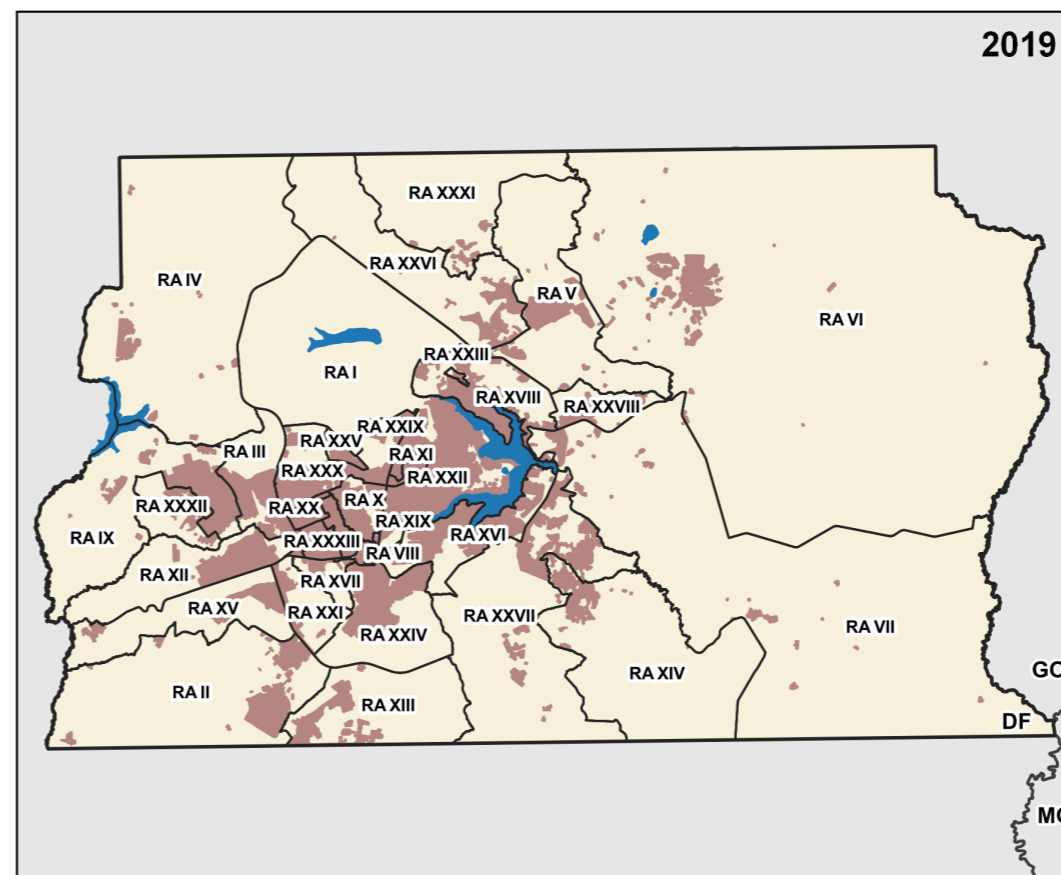 2019
RA XXXI
RA XXVI
RA IV
RA V
RA VI
RA XXIII
RA I
RA XVIII
RA XXVIII
RA XXIX
RA XXV
RA III
RA XI
RA XXX
RA XXII
RA XXXII
RA XX
RA X
RA XIX
RA IX
RA XXXIII
RA XVI
RA VIII
RA XII
RA XVII
RA XV
RA XXI
RA XXVII
RA VII
RA XXIV
GO
RA XIV
RA II
RA XIII
DF